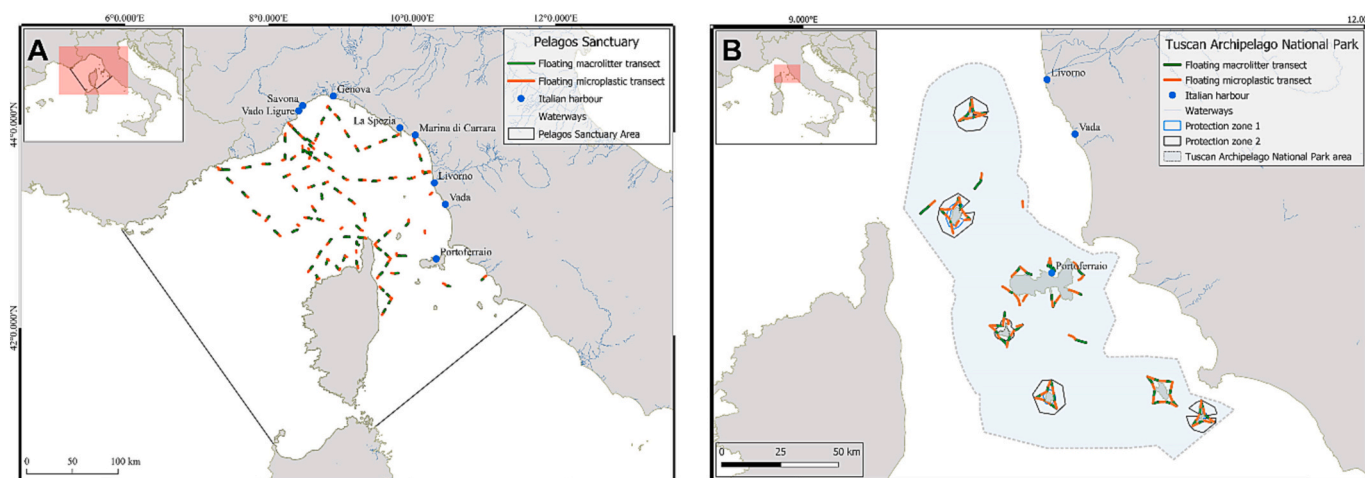 6°0.000'E 8°0.000'E 10°0.000'E 12°0.000'E
A
Pelagos Sanctuary
Floating macrolitter transect
Floating microplastic transect
Italian harbour
Waterways
Pelagos Sanctuary Area
44°0.000'N
42°0.000'N
Savona
Genova
Vado Ligure
La Spezia
Marina di Carrara
Livorno
Vada
Portoferraio
0 50 100 km
9.000°E 12.00
B
Tuscan Archipelago National Park
Floating macrolitter transect
Floating microplastic transect
Italian harbour
Waterways
Protection zone 1
Protection zone 2
Tuscan Archipelago National Park area
Livorno
Vada
Portoferraio
0 25 50 km